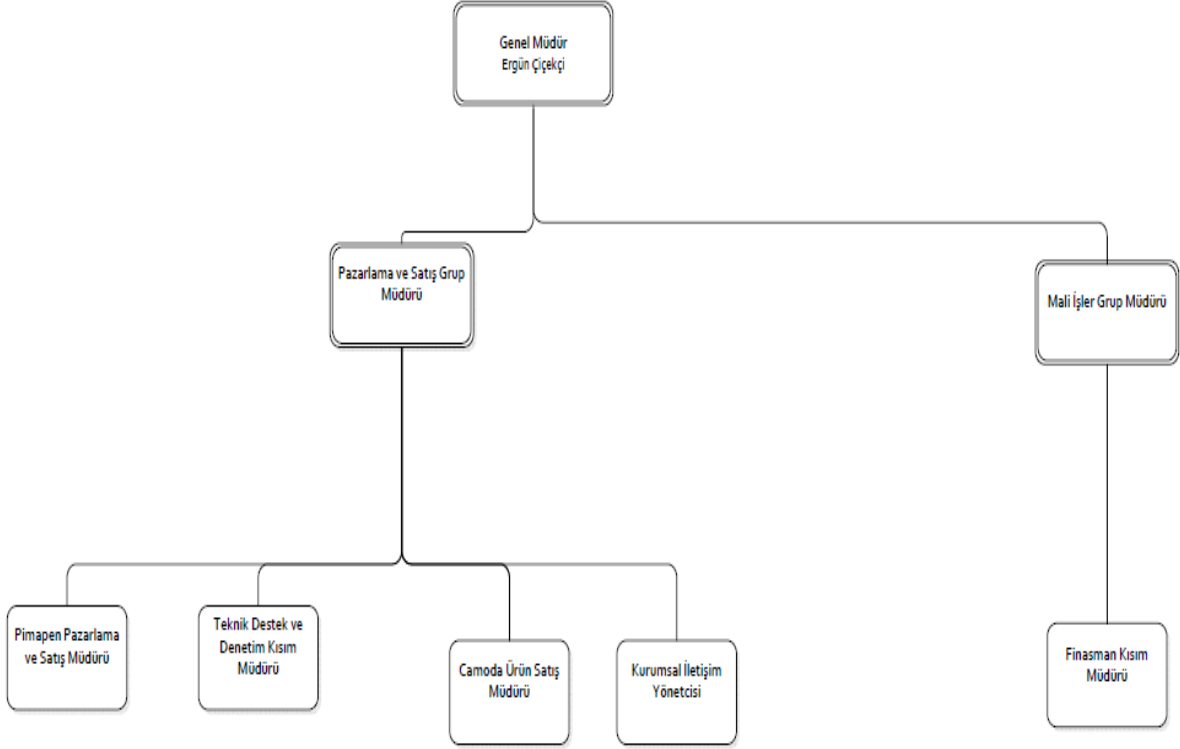 Genel Müdür
Ergün Çiçekçi
Pazarlama ve Satış Grup
Müdürü
Mali İşler Grup Müdürü
Pimapen Pazarlama
ve Satış Müdürü
Teknik Destek ve
Denetim Kısım
Müdürü
Camoda Ürün Satış
Müdürü
Kurumsal İletişim
Yönetcisi
Finasman Kısım
Müdürü